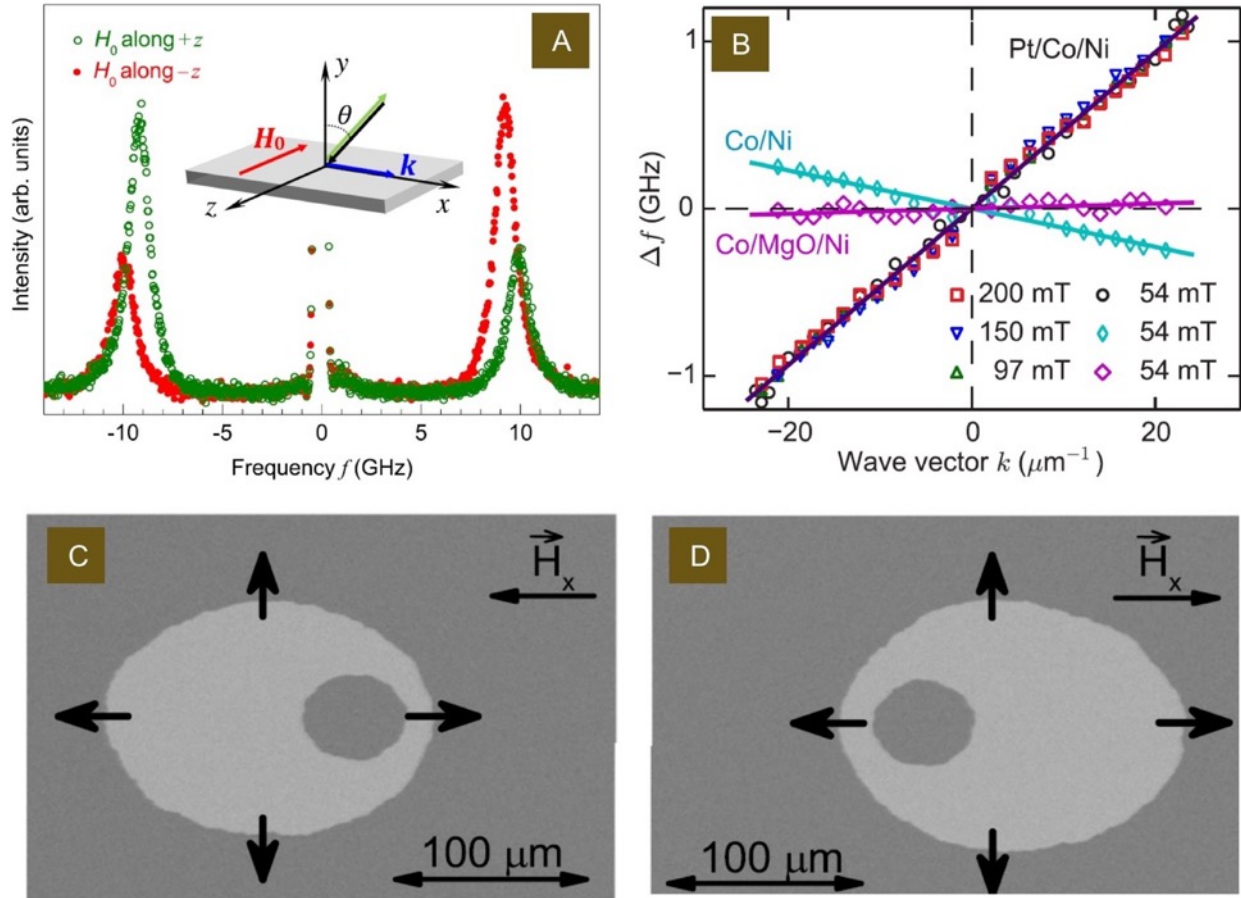 A
H₀ along +z
H₀ along −z
y
θ
H₀
k
z
x
Intensity (arb. units)
-10 -5 0 5 10
Frequency f (GHz)
B
Pt/Co/Ni
Co/Ni
Co/MgO/Ni
1
0
−1
Δf (GHz)
200 mT 54 mT
150 mT 54 mT
97 mT 54 mT
−20 0 20
Wave vector k (μm⁻¹)
C
Hₓ
100 μm
D
Hₓ
100 μm